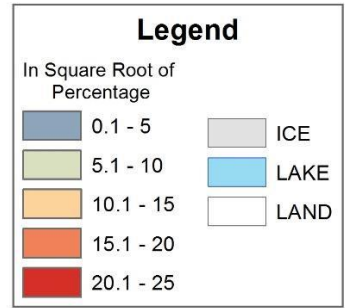 Legend
In Square Root of
Percentage
0.1 - 5
5.1 - 10
10.1 - 15
15.1 - 20
20.1 - 25
ICE
LAKE
LAND